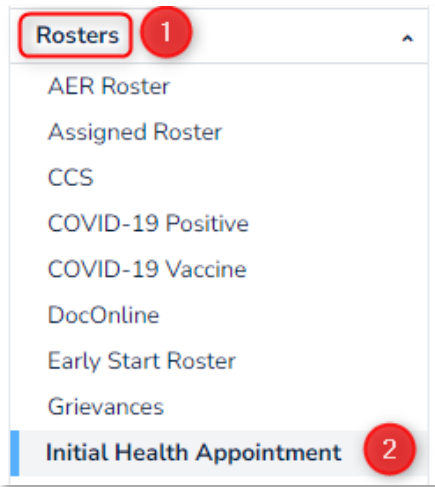 Rosters 1
AER Roster
Assigned Roster
CCS
COVID-19 Positive
COVID-19 Vaccine
DocOnline
Early Start Roster
Grievances
Initial Health Appointment 2